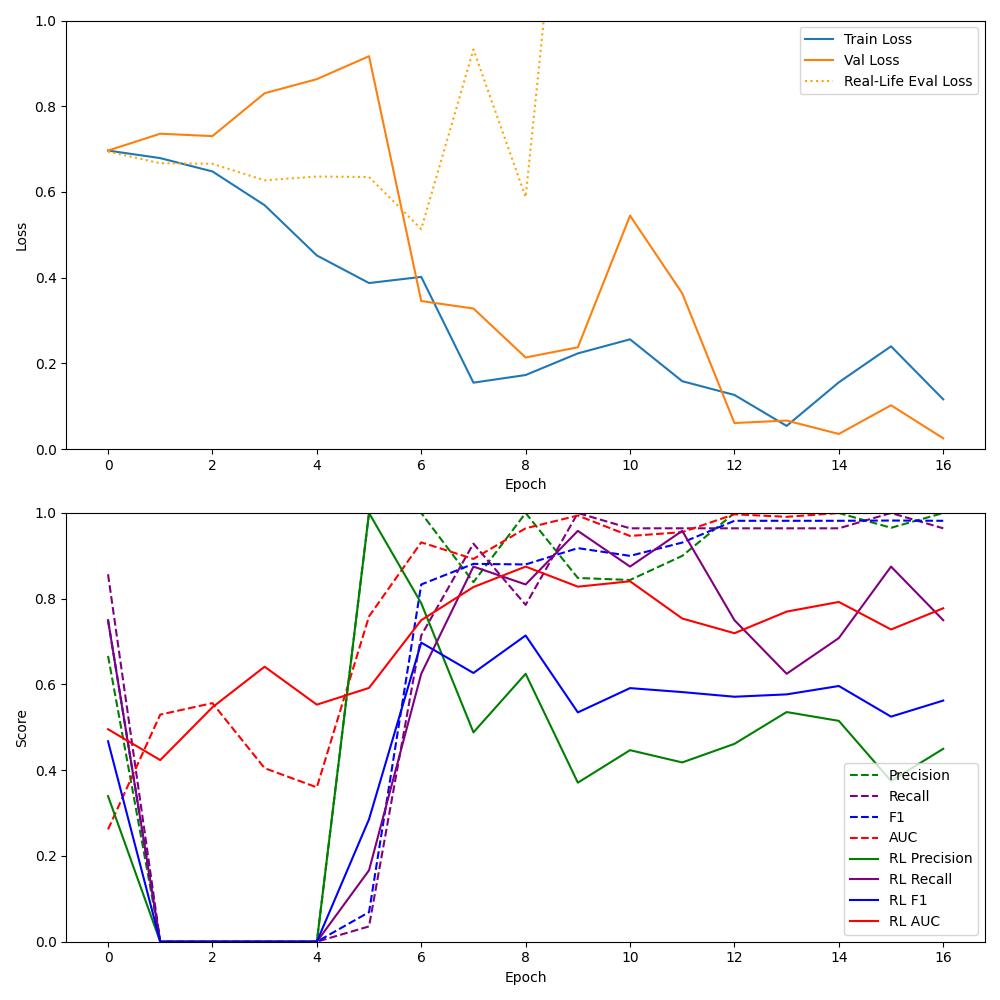 1.0
0.8
0.6
0.4
0.2
0.0
Loss
0 2 4 6 8 10 12 14 16
Epoch
Train Loss
Val Loss
Real-Life Eval Loss
1.0
0.8
0.6
0.4
0.2
0.0
Score
0 2 4 6 8 10 12 14 16
Epoch
Precision
Recall
F1
AUC
RL Precision
RL Recall
RL F1
RL AUC